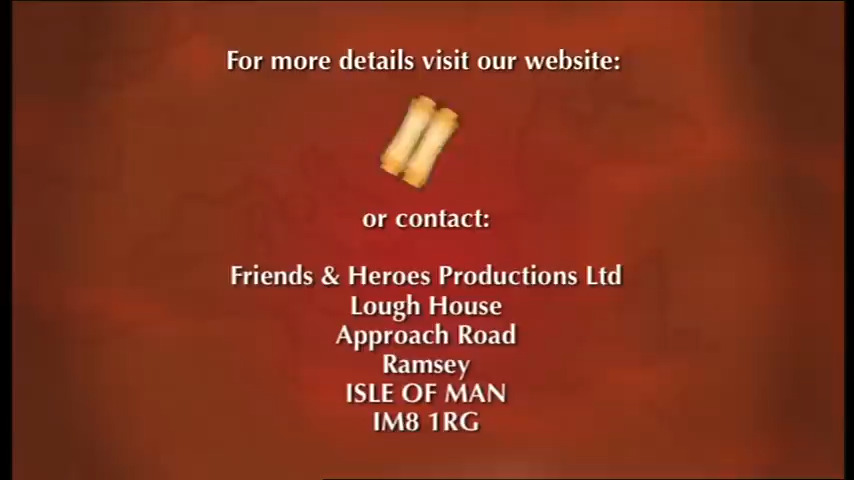 For more details visit our website:
or contact:
Friends & Heroes Productions Ltd
Lough House
Approach Road
Ramsey
ISLE OF MAN
IM8 1RG